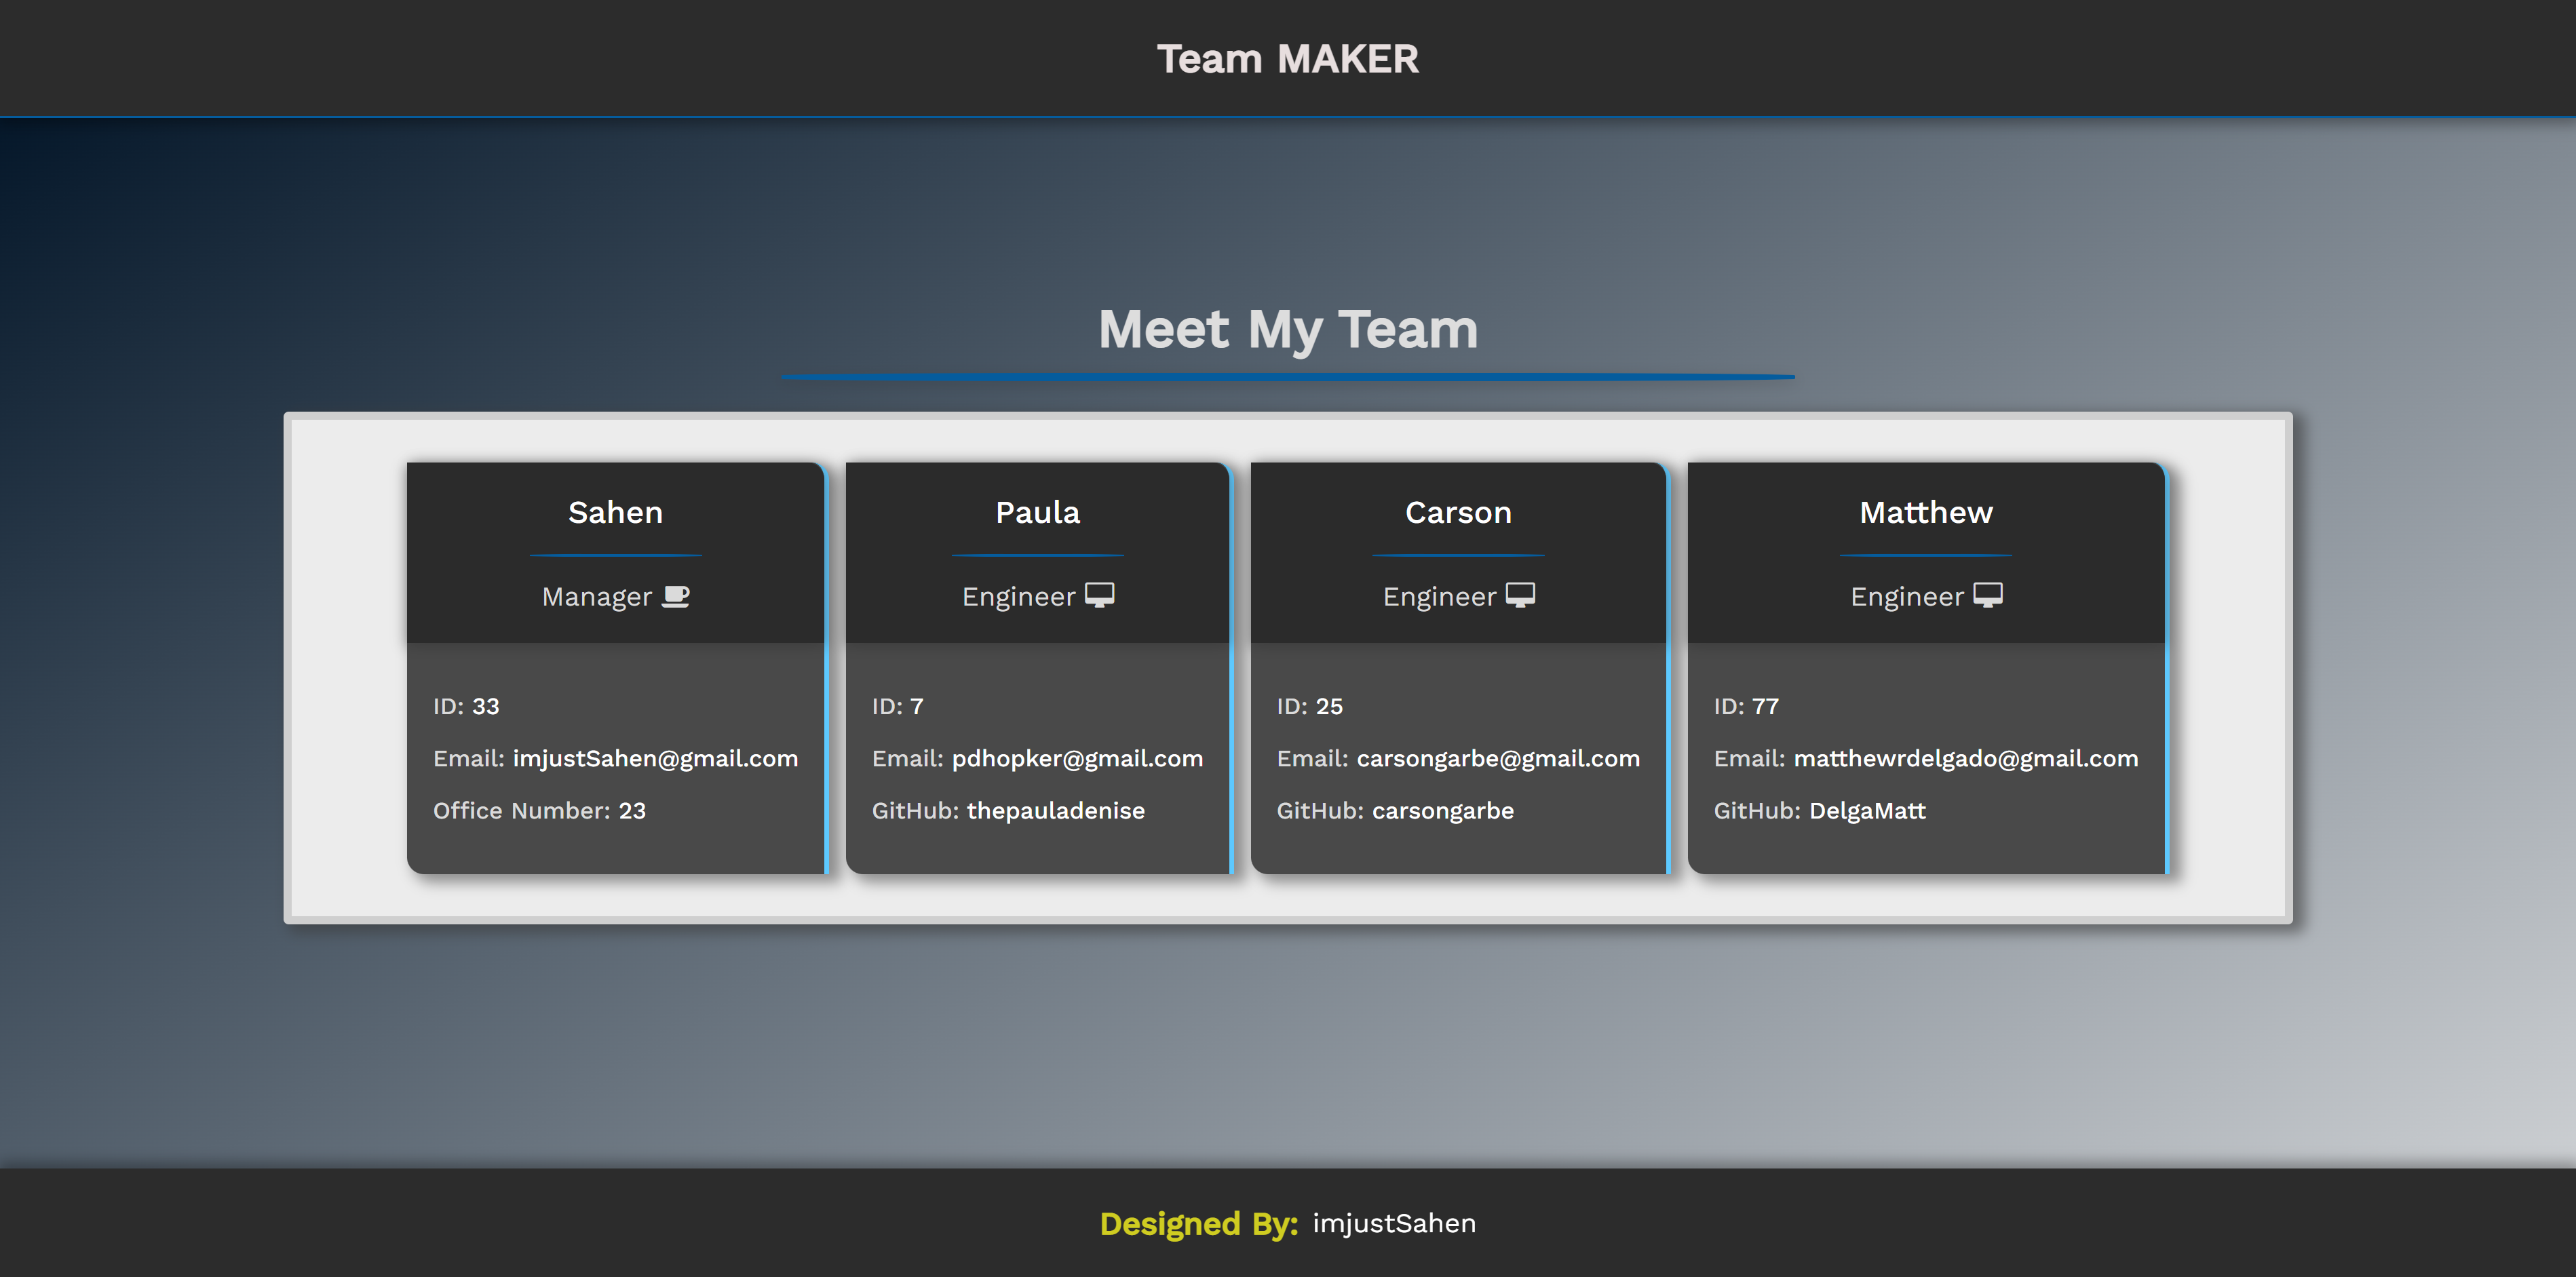 Team MAKER
Meet My Team
Sahen
Manager
ID: 33
Email: imjustSahen@gmail.com
Office Number: 23
Paula
Engineer
ID: 7
Email: pdhopker@gmail.com
GitHub: thepauladenise
Carson
Engineer
ID: 25
Email: carsongarbe@gmail.com
GitHub: carsongarbe
Matthew
Engineer
ID: 77
Email: matthewrdelgado@gmail.com
GitHub: DelgaMatt
Designed By: imjustSahen